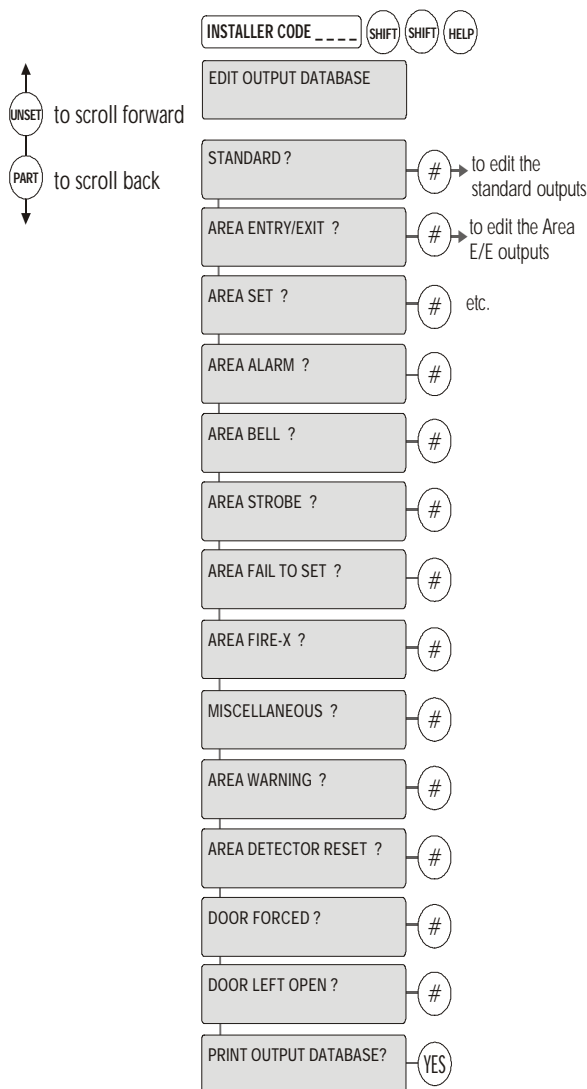 INSTALLER CODE _ _ _ _ SHIFT SHIFT HELP
EDIT OUTPUT DATABASE
UNSET to scroll forward
PART to scroll back
STANDARD ? # to edit the
standard outputs
AREA ENTRY/EXIT ? # to edit the Area
E/E outputs
AREA SET ? # etc.
AREA ALARM ? #
AREA BELL ? #
AREA STROBE ? #
AREA FAIL TO SET ? #
AREA FIRE-X ? #
MISCELLANEOUS ? #
AREA WARNING ? #
AREA DETECTOR RESET ? #
DOOR FORCED ? #
DOOR LEFT OPEN ? #
PRINT OUTPUT DATABASE? YES